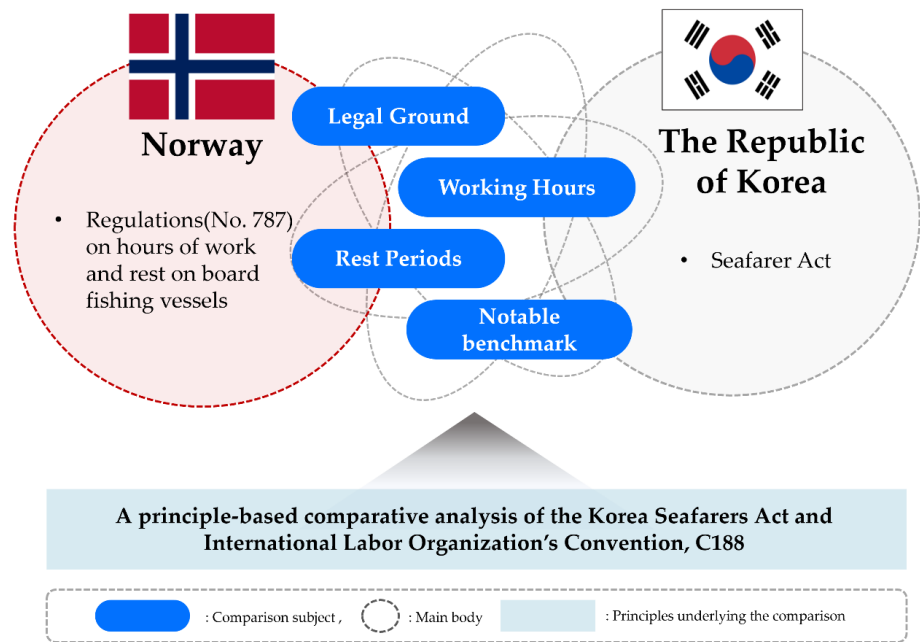 Norway
• Regulations(No. 787)
on hours of work
and rest on board
fishing vessels
Legal Ground
Working Hours
Rest Periods
Notable
benchmark
The Republic
of Korea
• Seafarer Act
A principle-based comparative analysis of the Korea Seafarers Act and
International Labor Organization’s Convention, C188
: Comparison subject , : Main body : Principles underlying the comparison